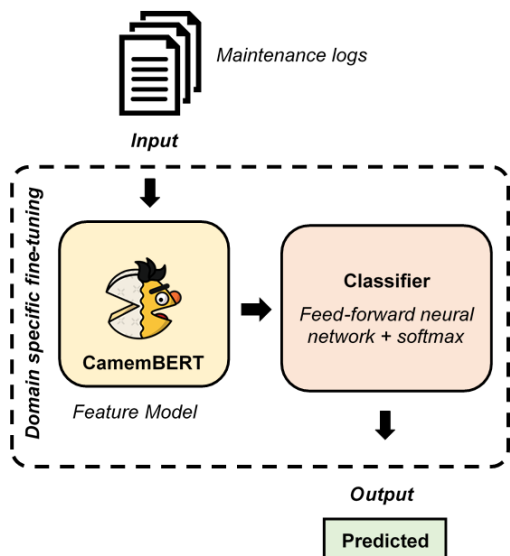 Maintenance logs
Input
Domain specific fine-tuning
CamemBERT
Feature Model
Classifier
Feed-forward neural
network + softmax
Output
Predicted